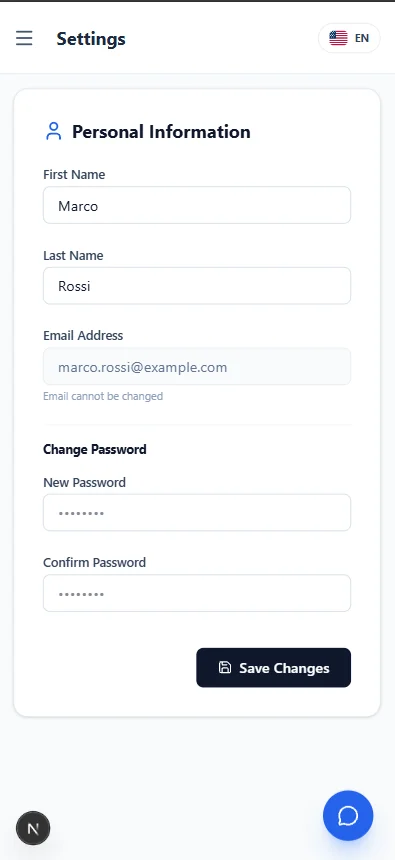 Settings
EN
Personal Information
First Name
Marco
Last Name
Rossi
Email Address
marco.rossi@example.com
Email cannot be changed
Change Password
New Password
••••••••
Confirm Password
••••••••
Save Changes
N